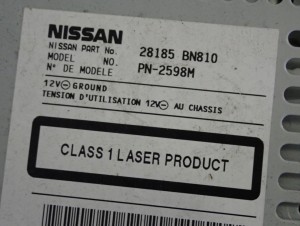 NISSAN
NISSAN PART No. 28185 BN810
MODEL NO
N° DE MODELE PN-2598M
12V⊖GROUND
TENSION D'UTILISATION 12V⊖ AU CHASSIS
CLASS 1 LASER PRODUCT